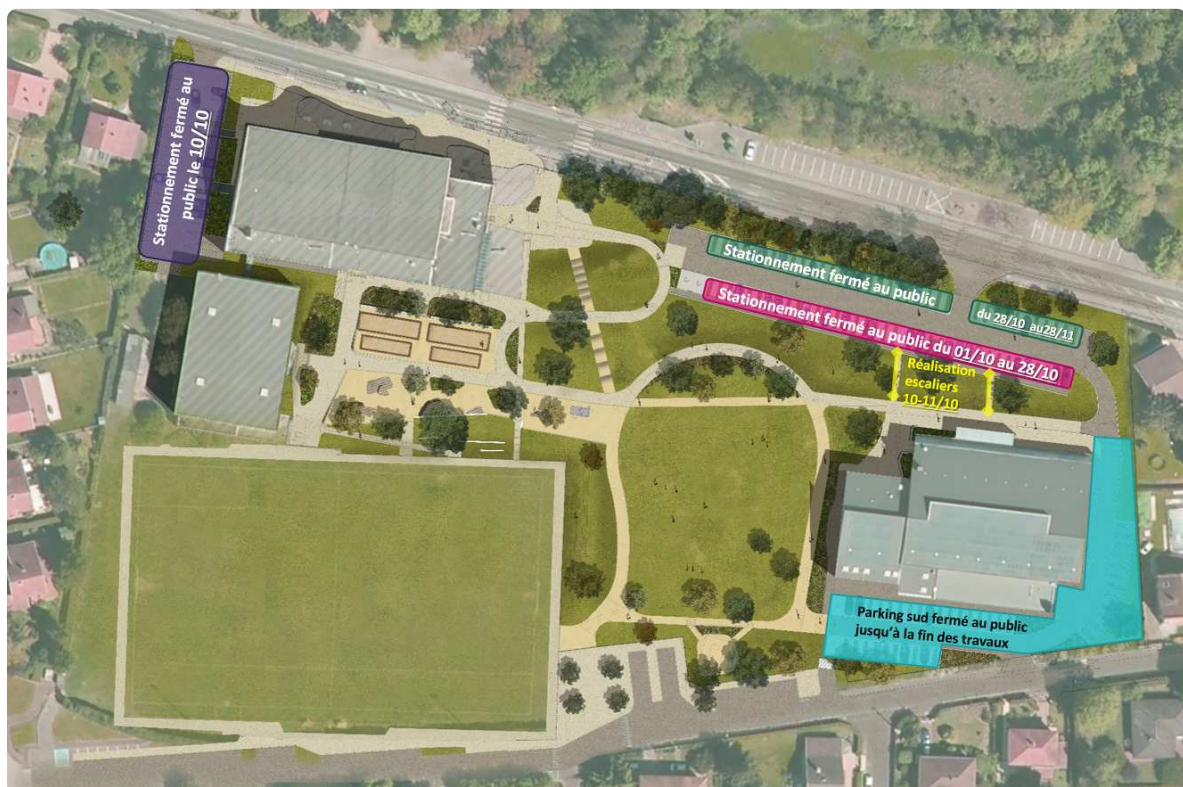 Stationnement fermé au
public le 10/10
Stationnement fermé au public
du 28/10 au28/11
Stationnement fermé au public du 01/10 au 28/10
Réalisation
escaliers
10-11/10
Parking sud fermé au public
jusqu'à la fin des travaux